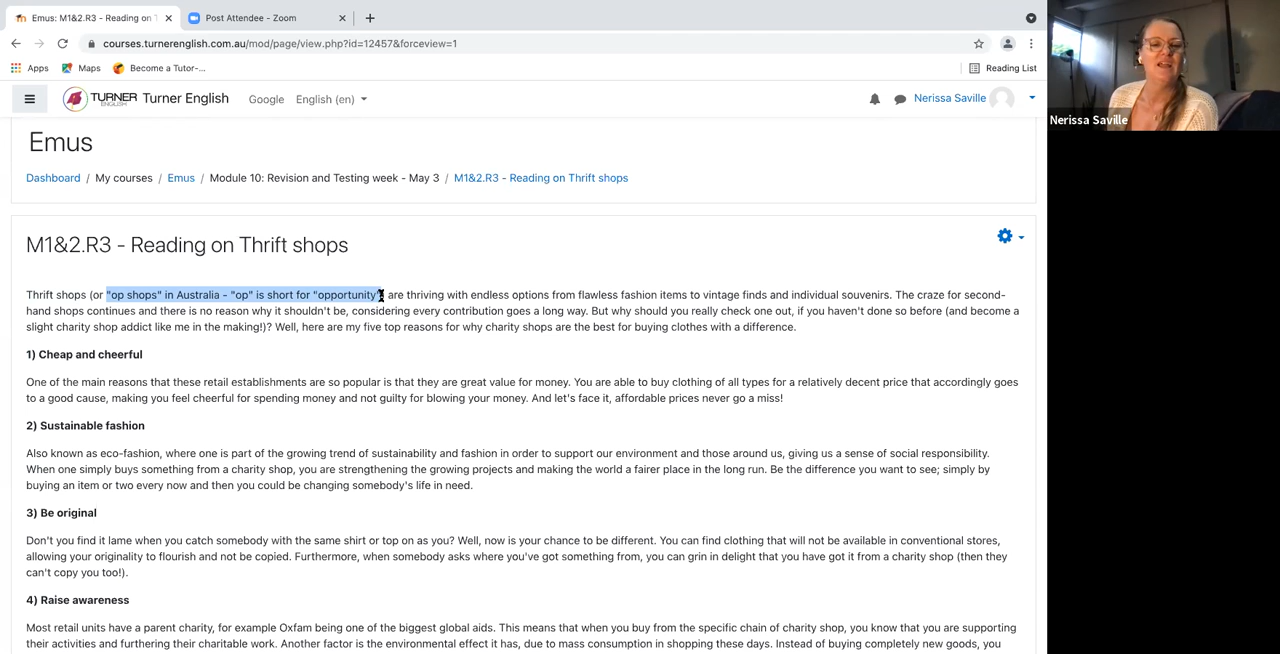 Emus: M1&2.R3 - Reading on T
Post Attendee - Zoom
courses.turnerenglish.com.au/mod/page/view.php?id=12457&forceview=1
Apps
Maps
Become a Tutor-...
Reading List
TURNER
ENGLISH
Turner English
Google
English (en)
Nerissa Saville
Nerissa Saville
Emus
Dashboard / My courses / Emus / Module 10: Revision and Testing week - May 3 / M1&2.R3 - Reading on Thrift shops
M1&2.R3 - Reading on Thrift shops
Thrift shops (or "op shops" in Australia - "op" is short for "opportunity") are thriving with endless options from flawless fashion items to vintage finds and individual souvenirs. The craze for second-
hand shops continues and there is no reason why it shouldn't be, considering every contribution goes a long way. But why should you really check one out, if you haven't done so before (and become a
slight charity shop addict like me in the making!)? Well, here are my five top reasons for why charity shops are the best for buying clothes with a difference.
1) Cheap and cheerful
One of the main reasons that these retail establishments are so popular is that they are great value for money. You are able to buy clothing of all types for a relatively decent price that accordingly goes
to a good cause, making you feel cheerful for spending money and not guilty for blowing your money. And let's face it, affordable prices never go a miss!
2) Sustainable fashion
Also known as eco-fashion, where one is part of the growing trend of sustainability and fashion in order to support our environment and those around us, giving us a sense of social responsibility.
When one simply buys something from a charity shop, you are strengthening the growing projects and making the world a fairer place in the long run. Be the difference you want to see; simply by
buying an item or two every now and then you could be changing somebody's life in need.
3) Be original
Don't you find it lame when you catch somebody with the same shirt or top on as you? Well, now is your chance to be different. You can find clothing that will not be available in conventional stores,
allowing your originality to flourish and not be copied. Furthermore, when somebody asks where you've got something from, you can grin in delight that you have got it from a charity shop (then they
can't copy you too!).
4) Raise awareness
Most retail units have a parent charity, for example Oxfam being one of the biggest global aids. This means that when you buy from the specific chain of charity shop, you know that you are supporting
their activities and furthering their charitable work. Another factor is the environmental effect it has, due to mass consumption in shopping these days. Instead of buying completely new goods, you